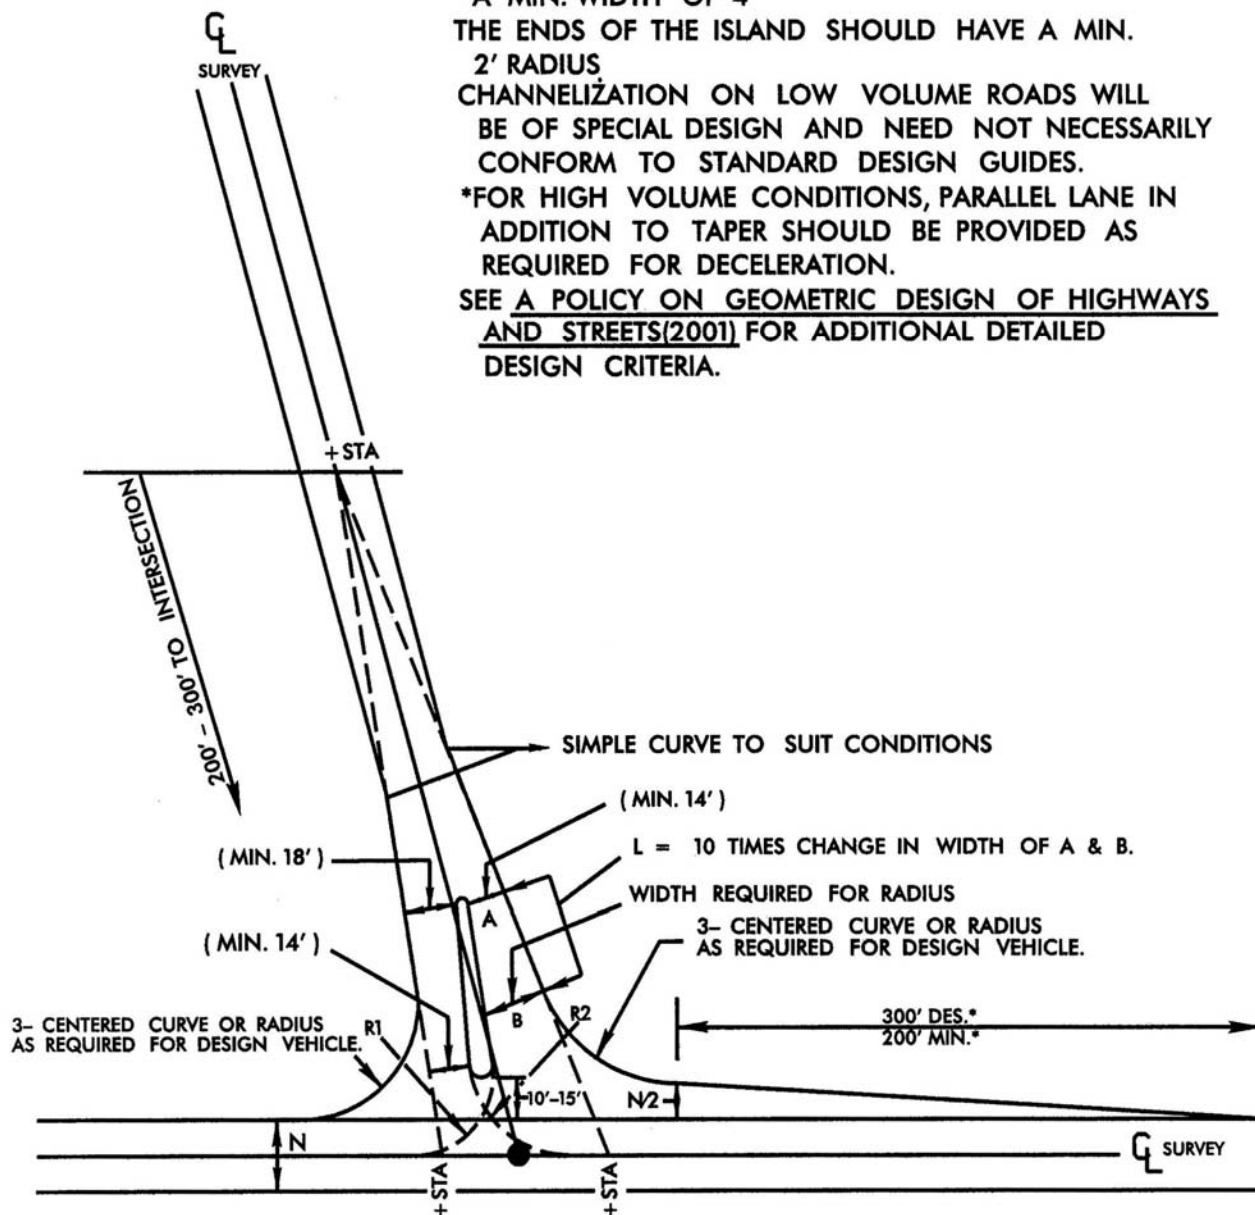 A MIN. WIDTH OF 4'
THE ENDS OF THE ISLAND SHOULD HAVE A MIN.
2' RADIUS
CHANNELIZATION ON LOW VOLUME ROADS WILL
BE OF SPECIAL DESIGN AND NEED NOT NECESSARILY
CONFORM TO STANDARD DESIGN GUIDES.
*FOR HIGH VOLUME CONDITIONS, PARALLEL LANE IN
ADDITION TO TAPER SHOULD BE PROVIDED AS
REQUIRED FOR DECELERATION.
SEE A POLICY ON GEOMETRIC DESIGN OF HIGHWAYS
AND STREETS(2001) FOR ADDITIONAL DETAILED
DESIGN CRITERIA.
CL
SURVEY
+ STA
200' - 300' TO INTERSECTION
SIMPLE CURVE TO SUIT CONDITIONS
( MIN. 14' )
( MIN. 18' )
L = 10 TIMES CHANGE IN WIDTH OF A & B.
WIDTH REQUIRED FOR RADIUS
A
3- CENTERED CURVE OR RADIUS
AS REQUIRED FOR DESIGN VEHICLE.
( MIN. 14' )
B
R2
3- CENTERED CURVE OR RADIUS
AS REQUIRED FOR DESIGN VEHICLE.
R1
300' DES.*
200' MIN.*
10'-15'
N/2
N
CL SURVEY
+ STA
+ STA